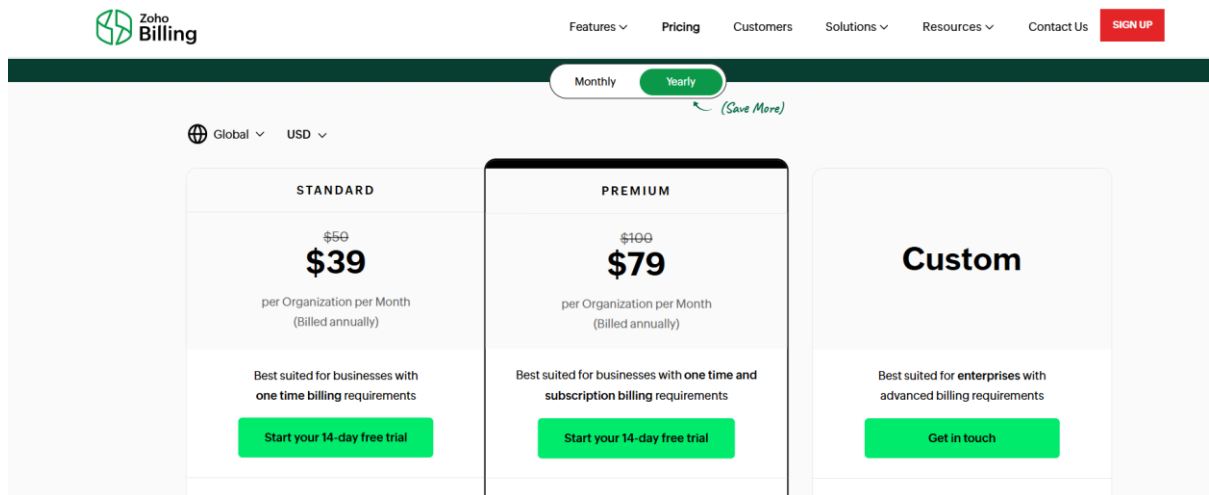 Zoho
Billing
Features
Pricing
Customers
Solutions
Resources
Contact Us
SIGN UP
Monthly
Yearly
(Save More)
Global
USD
STANDARD
$50
$39
per Organization per Month
(Billed annually)
Best suited for businesses with
one time billing requirements
Start your 14-day free trial
PREMIUM
$100
$79
per Organization per Month
(Billed annually)
Best suited for businesses with one time and
subscription billing requirements
Start your 14-day free trial
Custom
Best suited for enterprises with
advanced billing requirements
Get in touch